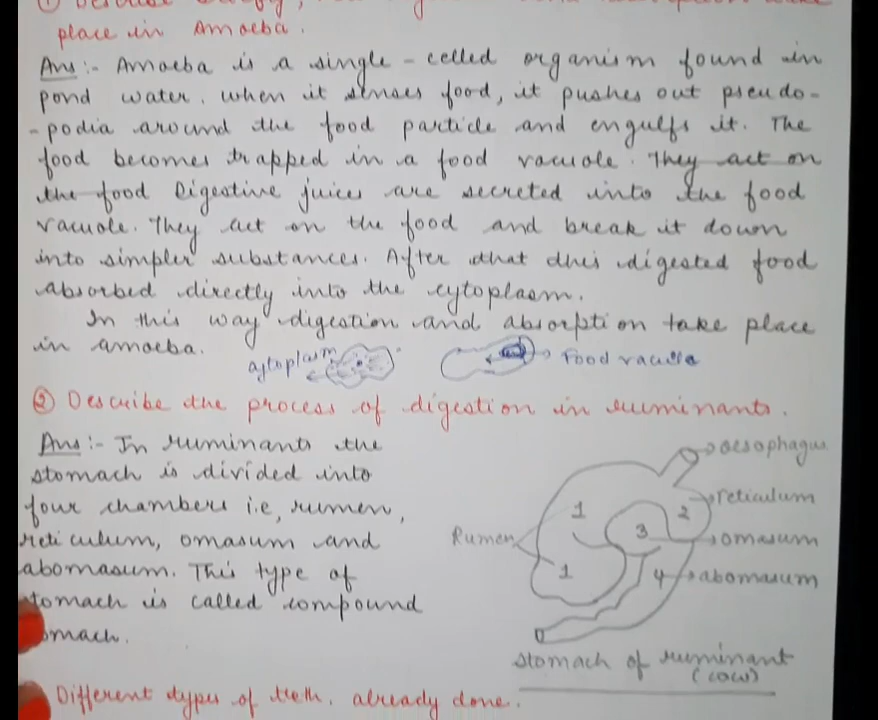 place in Amoeba.
Ans:- Amoeba is a single-celled organism found in
pond water. when it senses food, it pushes out pseudo-
-podia around the food particle and engulfs it. The
food becomes trapped in a food vacuole. They act on
the food Digestive juices are secreted into the food
vacuole. They act on the food and break it down
into simpler substances. After that this digested food
absorbed directly into the cytoplasm.
In this way digestion and absorption take place
in amoeba.
cytoplasm
Food vacuole
② Describe the process of digestion in ruminants.
Ans:- In ruminants the
stomach is divided into
four chambers i.e, rumen,
reticulum, omasum and
abomasum. This type of
stomach is called compound
omach.
oesophagus
reticulum
omasum
abomasum
Rumen
1
1
2
3
4
Stomach of ruminant
(cow)
Different types of teeth. already done.